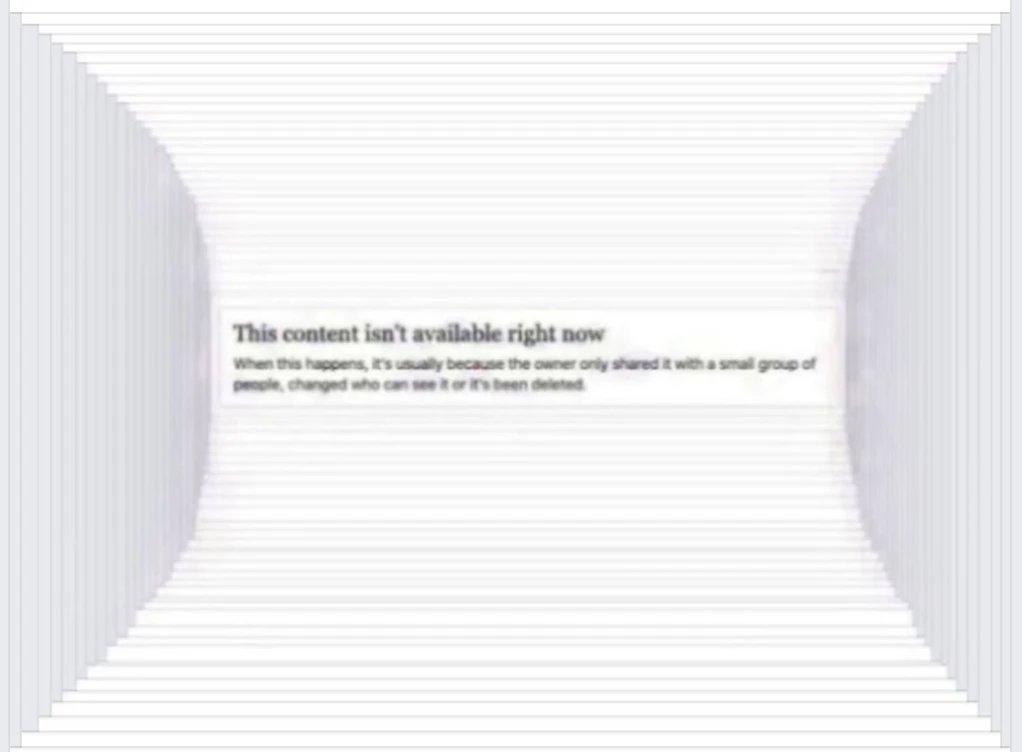 This content isn't available right now
When this happens, it's usually because the owner only shared it with a small group of
people, changed who can see it or it's been deleted.